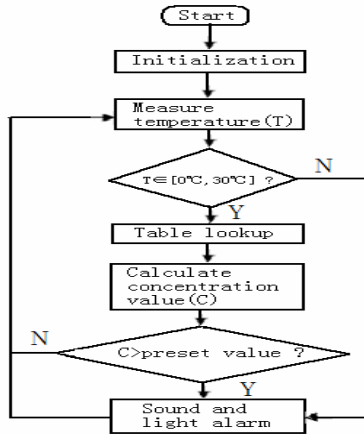 Start
Initialization
Measure
temperature(T)
T∈[0℃,30℃] ?
N
Y
Table lookup
Calculate
concentration
value(C)
N
C>preset value ?
Y
Sound and
light alarm